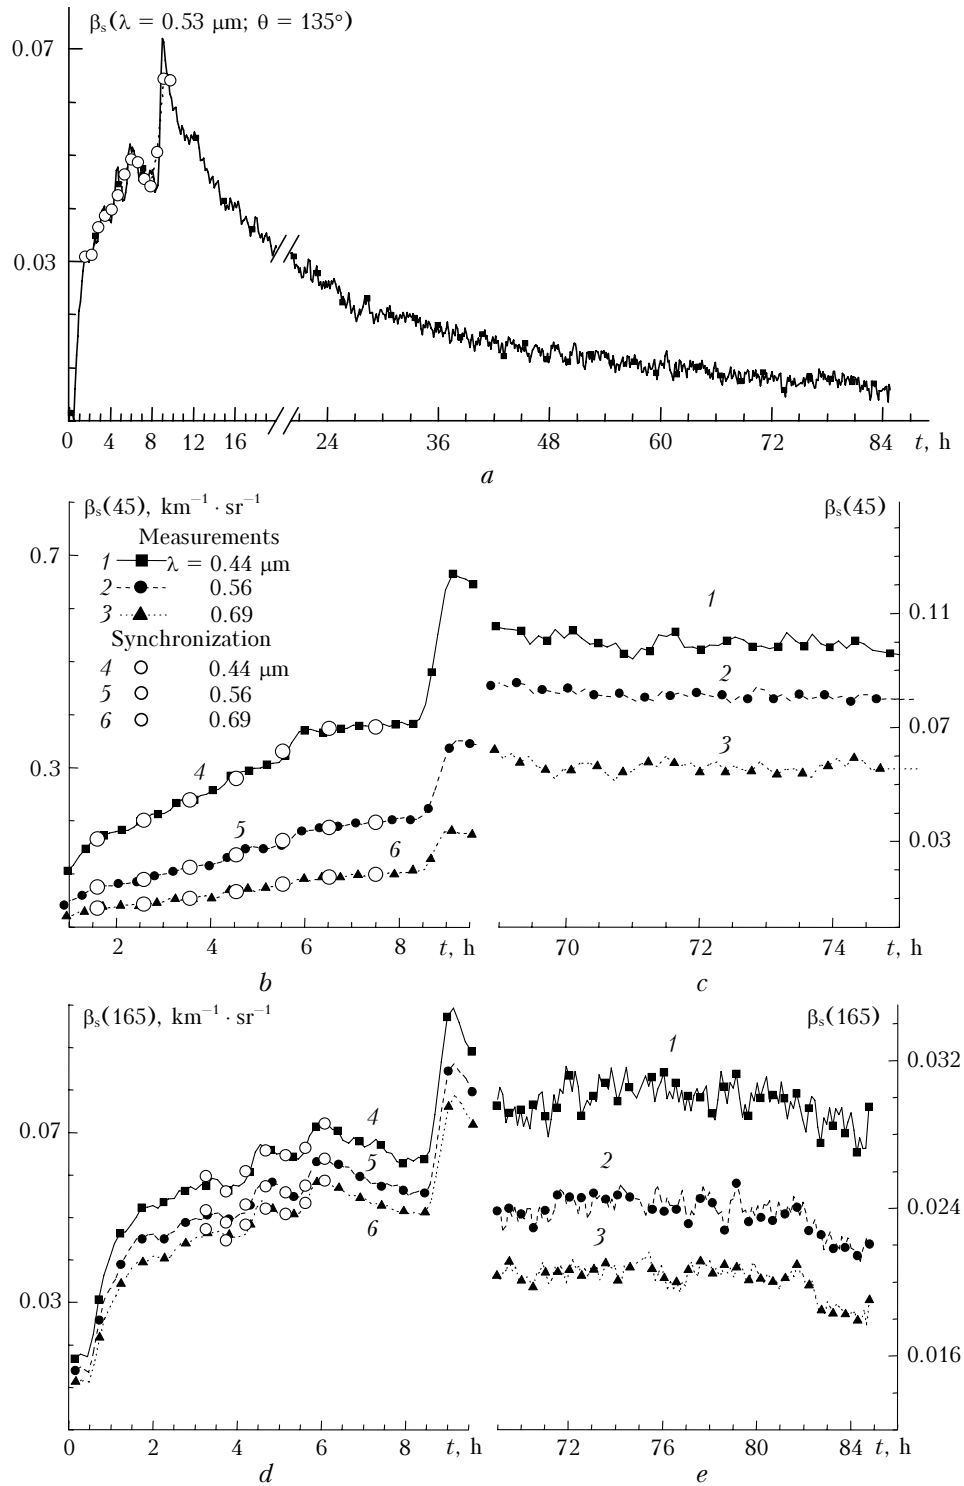 βs(λ = 0.53 μm; θ = 135°)
0.07
0.03
0 4 8 12 16 24 36 48 60 72 84 t, h
a
βs(45), km⁻¹ · sr⁻¹
Measurements
1 λ = 0.44 μm
2 0.56
3 0.69
Synchronization
4 0.44 μm
5 0.56
6 0.69
0.7
0.3
4
5
6
2 4 6 8 t, h
b
βs(45)
1
2
3
0.11
0.07
0.03
70 72 74 t, h
c
βs(165), km⁻¹ · sr⁻¹
0.07
0.03
4
5
6
0 2 4 6 8 t, h
d
βs(165)
1
2
3
0.032
0.024
0.016
72 76 80 84 t, h
e